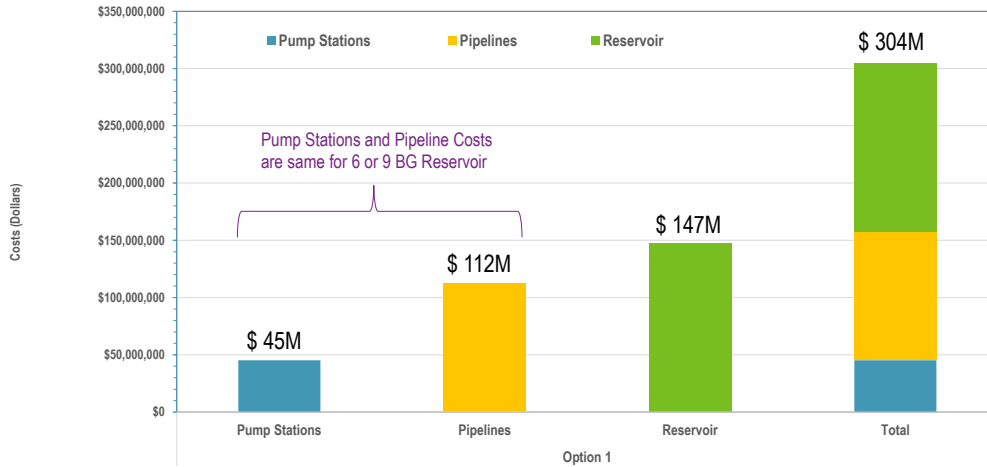 $350,000,000
Pump Stations
Pipelines
Reservoir
$ 304M
$300,000,000
$250,000,000
Pump Stations and Pipeline Costs
are same for 6 or 9 BG Reservoir
$200,000,000
Costs (Dollars)
$ 147M
$150,000,000
$ 112M
$100,000,000
$ 45M
$50,000,000
$0
Pump Stations
Pipelines
Reservoir
Total
Option 1